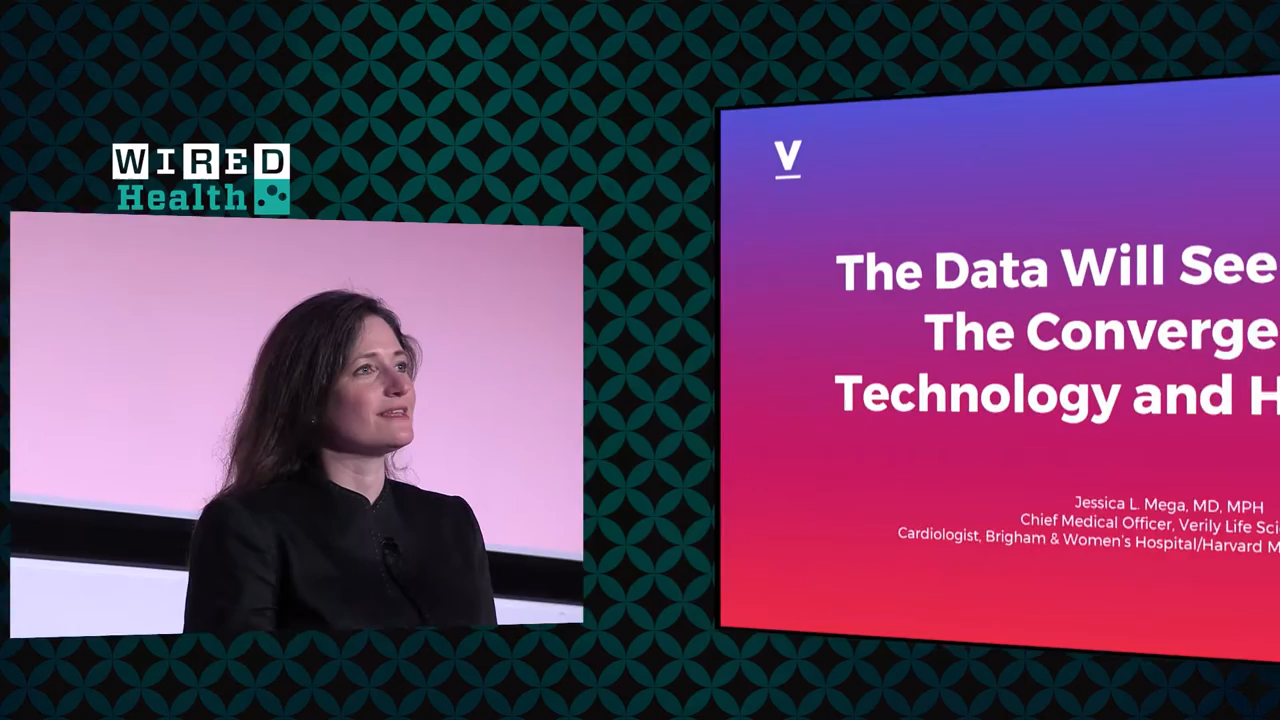 WIRED
Health
V
The Data Will See
The Converge
Technology and H
Jessica L. Mega, MD, MPH
Chief Medical Officer, Verily Life Sci
Cardiologist, Brigham & Women's Hospital/Harvard M